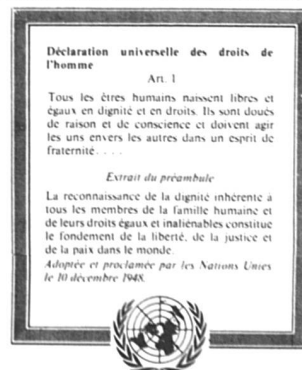 Déclaration universelle des droits de
l'homme
Art. 1
Tous les êtres humains naissent libres et
égaux en dignité et en droits. Ils sont doués
de raison et de conscience et doivent agir
les uns envers les autres dans un esprit de
fraternité. . . .
Extrait du préambule
La reconnaissance de la dignité inhérente à
tous les membres de la famille humaine et
de leurs droits égaux et inaliénables constitue
le fondement de la liberté, de la justice et
de la paix dans le monde.
Adoptée et proclamée par les Nations Unies
le 10 décembre 1948.